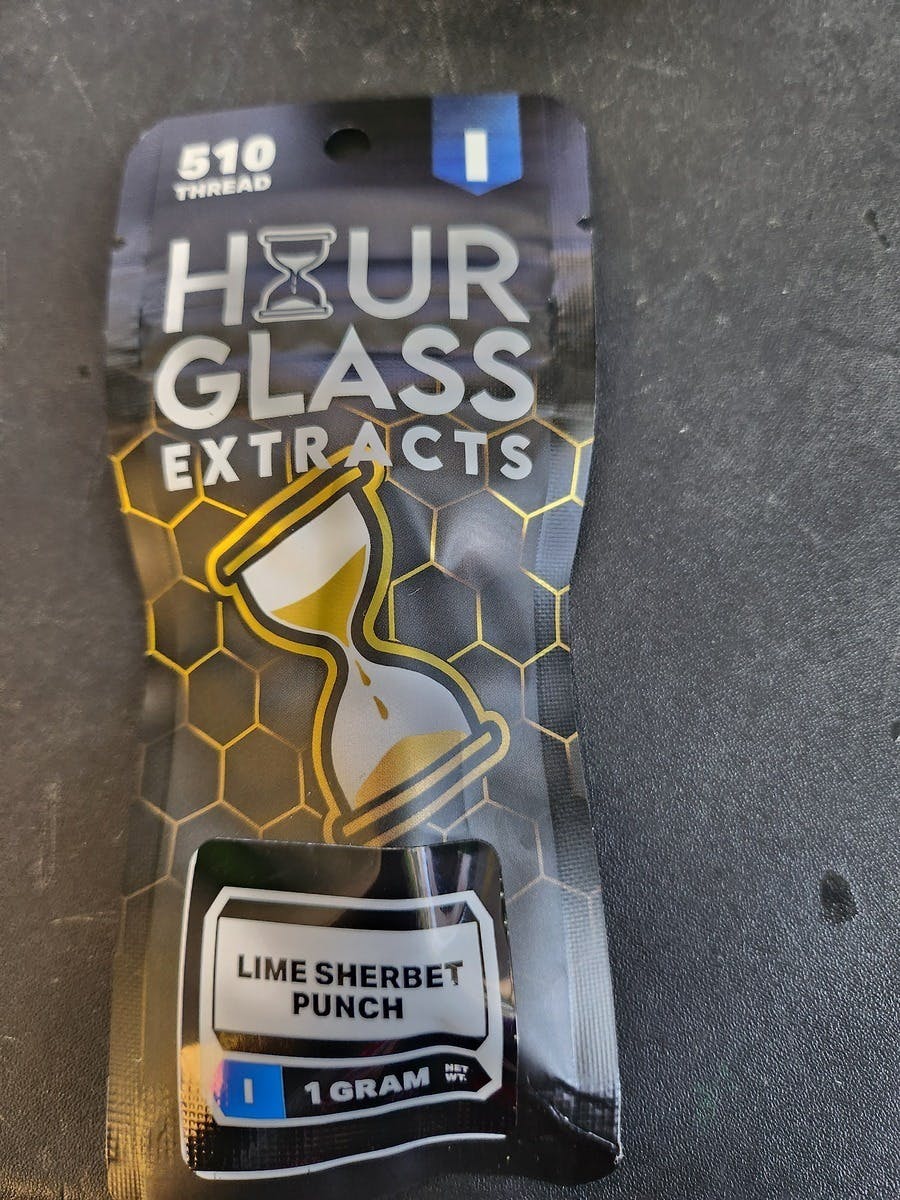 510
THREAD
I
HOUR
GLASS
EXTRACTS
LIME SHERBET
PUNCH
I
1 GRAM NET
WT.